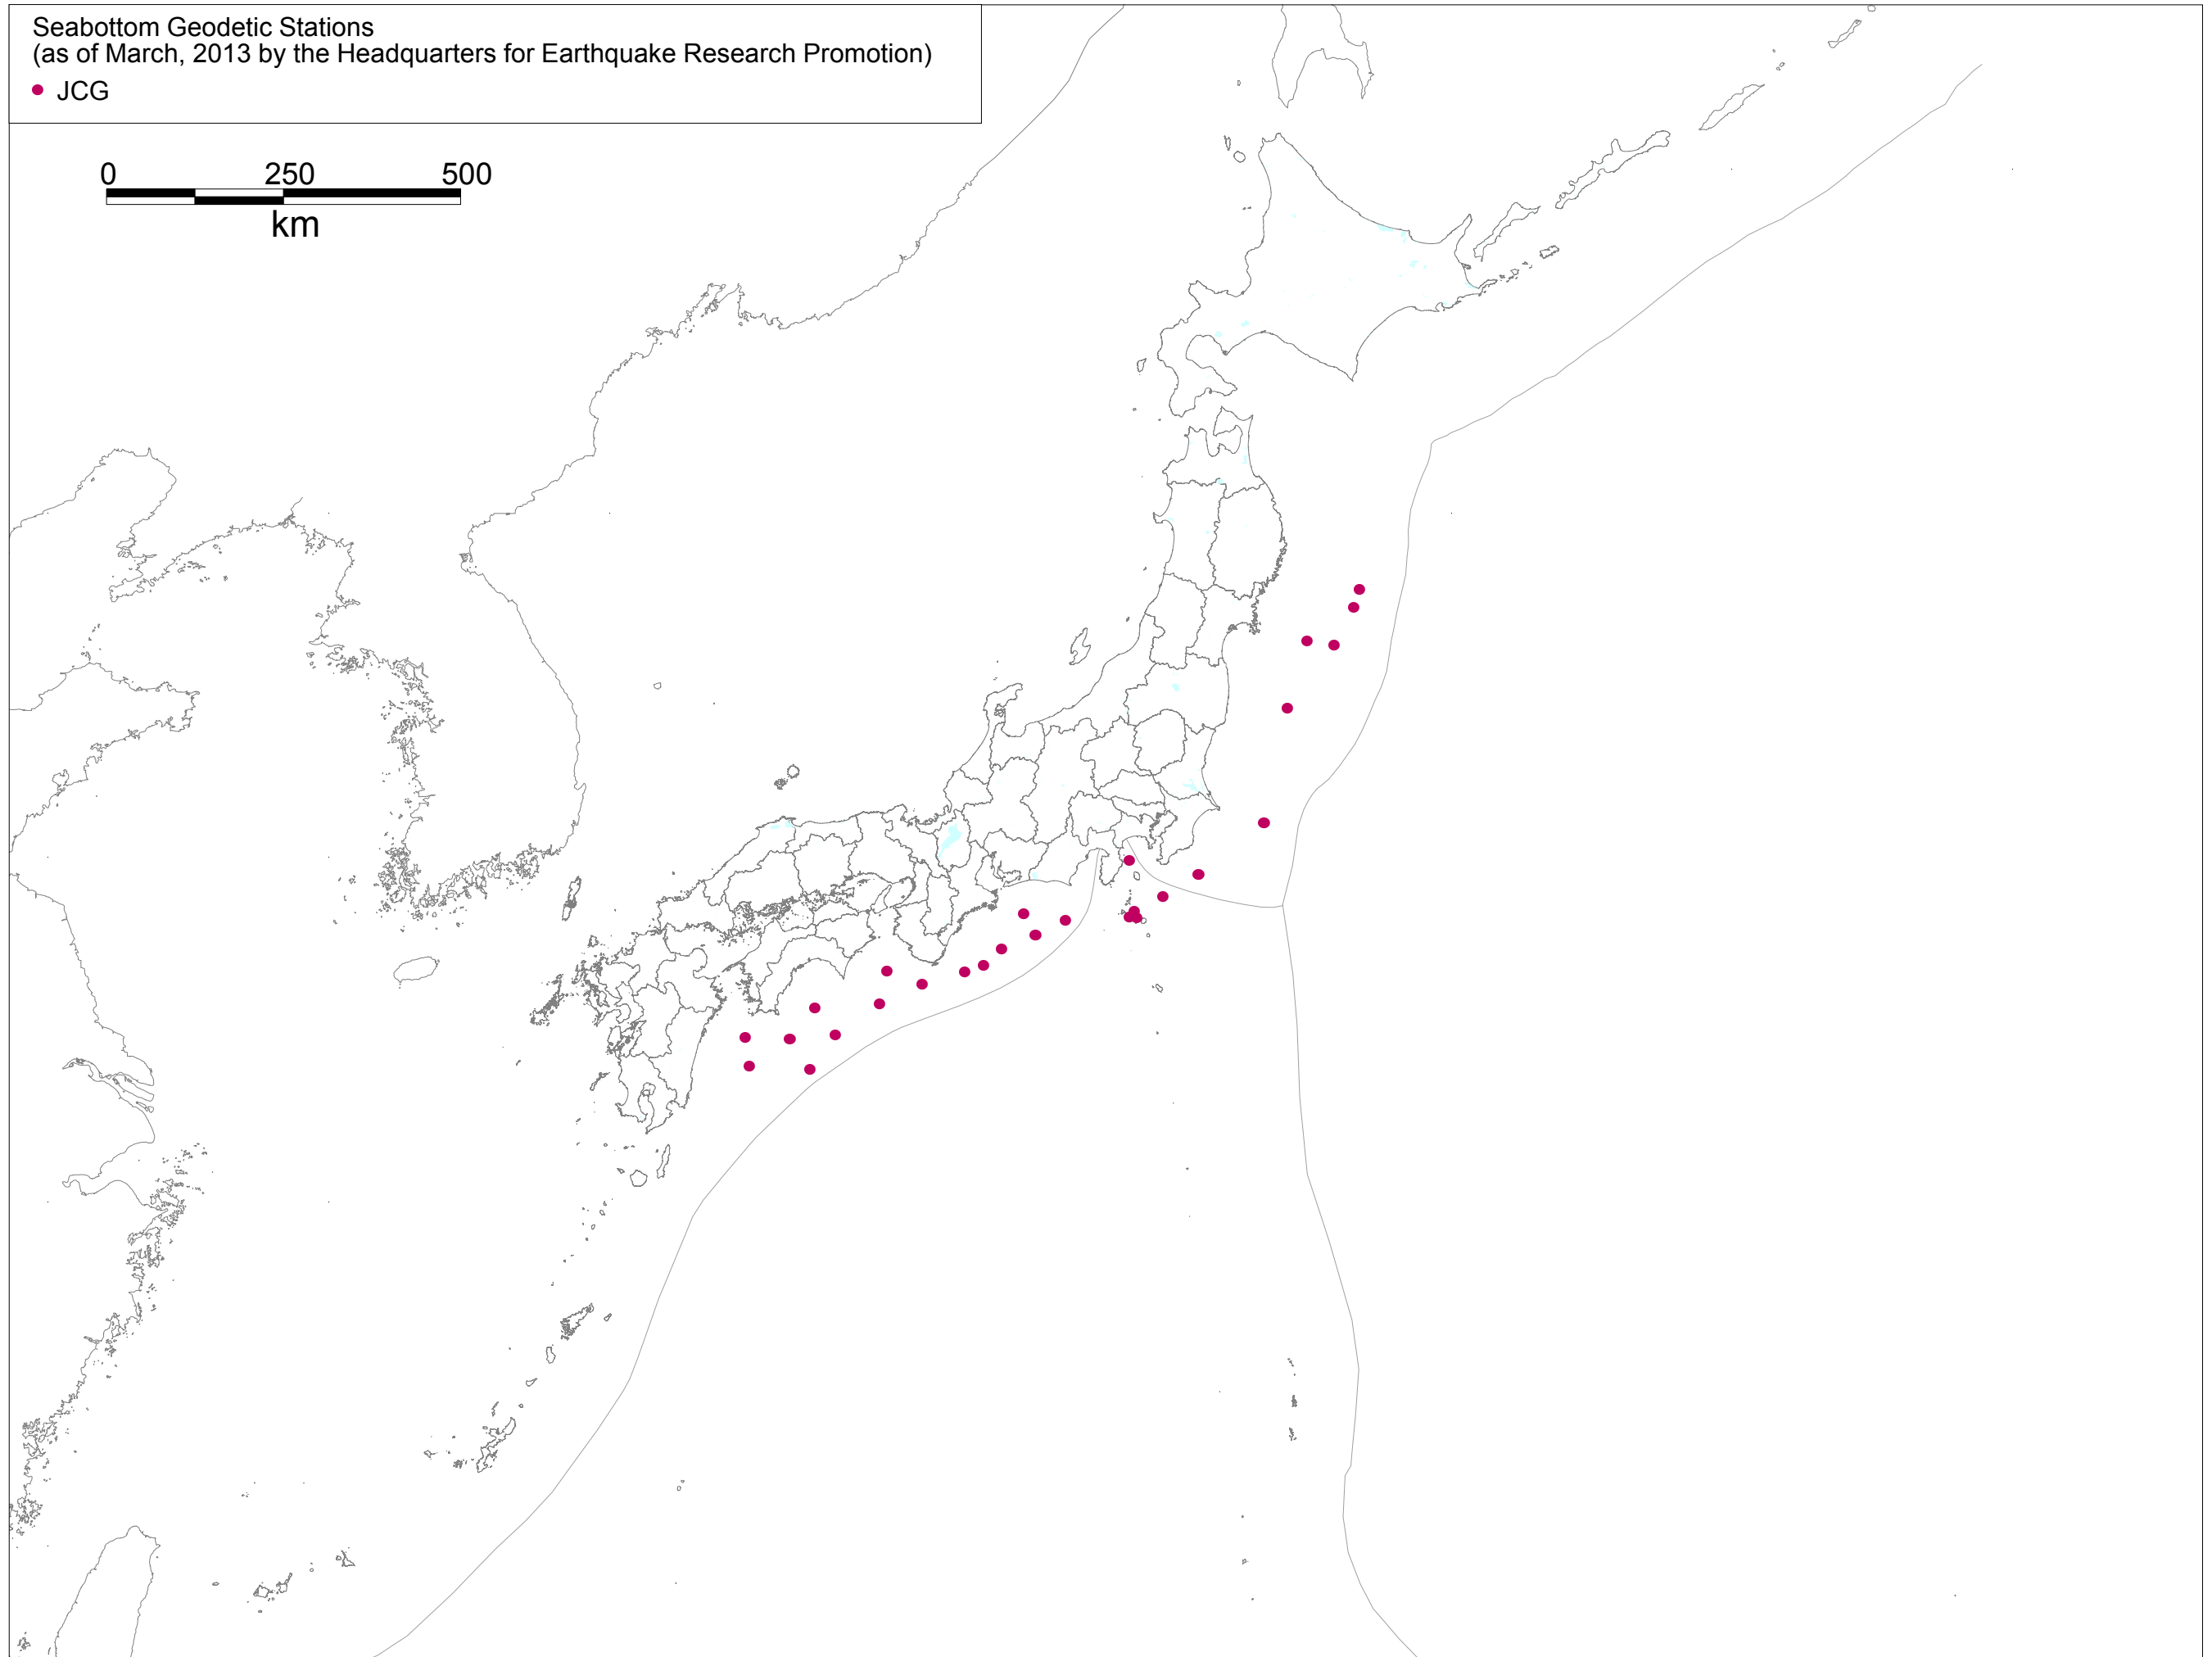 Seabottom Geodetic Stations
(as of March, 2013 by the Headquarters for Earthquake Research Promotion)
JCG
0 250 500
km